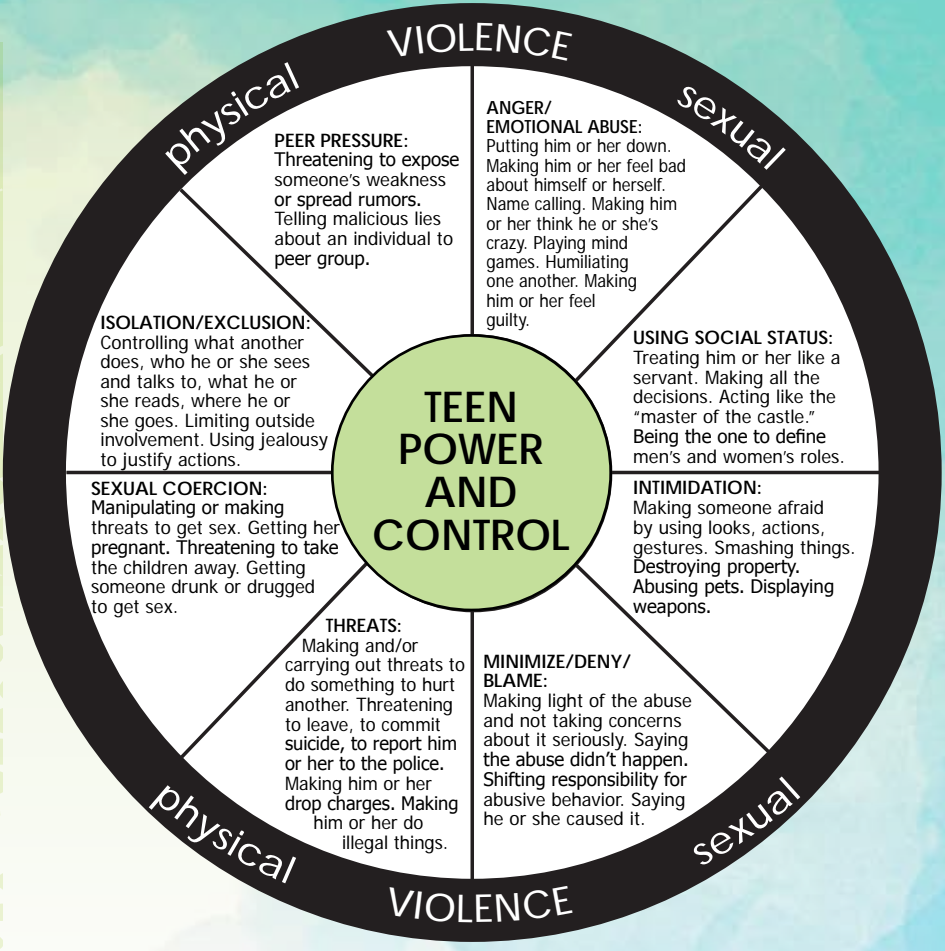 VIOLENCE
physical
sexual
PEER PRESSURE:
Threatening to expose
someone's weakness
or spread rumors.
Telling malicious lies
about an individual to
peer group.
ANGER/
EMOTIONAL ABUSE:
Putting him or her down.
Making him or her feel bad
about himself or herself.
Name calling. Making him
or her think he or she's
crazy. Playing mind
games. Humiliating
one another. Making
him or her feel
guilty.
ISOLATION/EXCLUSION:
Controlling what another
does, who he or she sees
and talks to, what he or
she reads, where he or
she goes. Limiting outside
involvement. Using jealousy
to justify actions.
USING SOCIAL STATUS:
Treating him or her like a
servant. Making all the
decisions. Acting like the
“master of the castle.”
Being the one to define
men's and women's roles.
TEEN
POWER
AND
CONTROL
SEXUAL COERCION:
Manipulating or making
threats to get sex. Getting her
pregnant. Threatening to take
the children away. Getting
someone drunk or drugged
to get sex.
INTIMIDATION:
Making someone afraid
by using looks, actions,
gestures. Smashing things.
Destroying property.
Abusing pets. Displaying
weapons.
THREATS:
Making and/or
carrying out threats to
do something to hurt
another. Threatening
to leave, to commit
suicide, to report him
or her to the police.
Making him or her
drop charges. Making
him or her do
illegal things.
MINIMIZE/DENY/
BLAME:
Making light of the abuse
and not taking concerns
about it seriously. Saying
the abuse didn't happen.
Shifting responsibility for
abusive behavior. Saying
he or she caused it.
physical
sexual
VIOLENCE